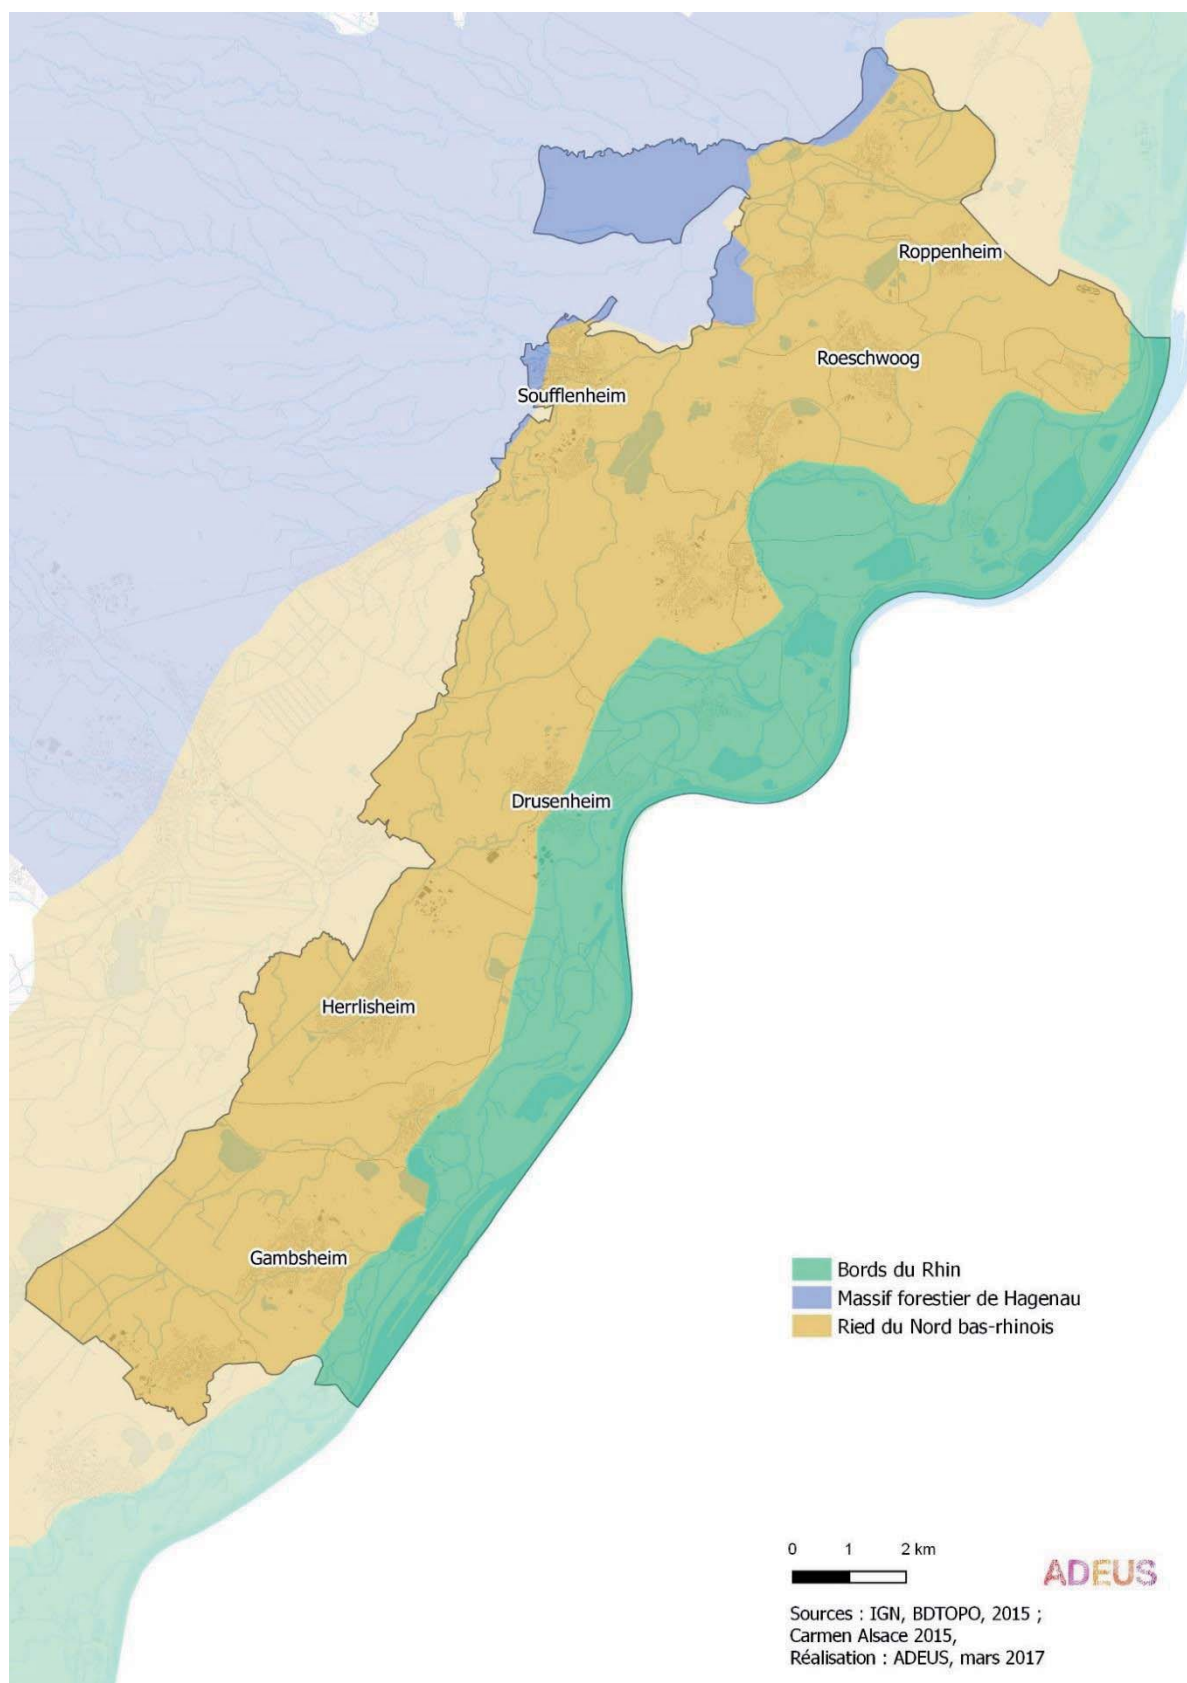 Roppenheim
Roeschwoog
Soufflenheim
Drusenheim
Herrlisheim
Gambsheim
Bords du Rhin
Massif forestier de Hagenau
Ried du Nord bas-rhinois
0 1 2 km
ADEUS
Sources : IGN, BDTOPO, 2015 ;
Carmen Alsace 2015,
Réalisation : ADEUS, mars 2017